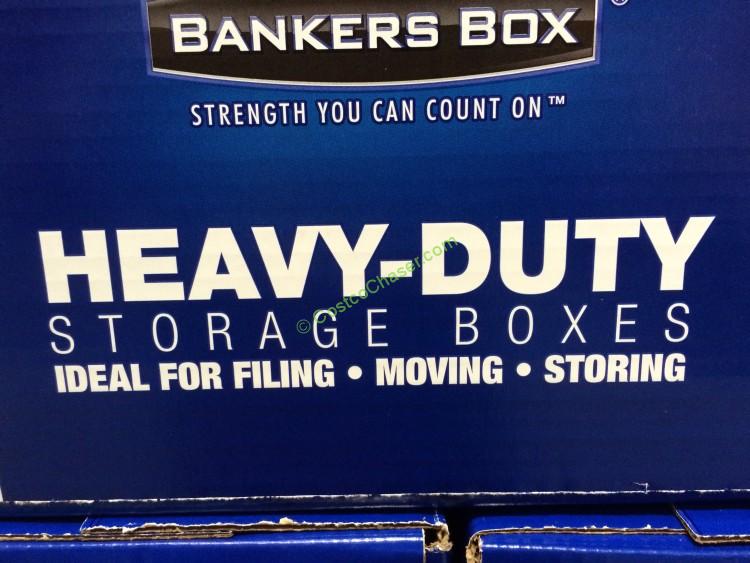 BANKERS BOX®
STRENGTH YOU CAN COUNT ON™
HEAVY-DUTY
© CostcoChaser.com
STORAGE BOXES
IDEAL FOR FILING • MOVING • STORING